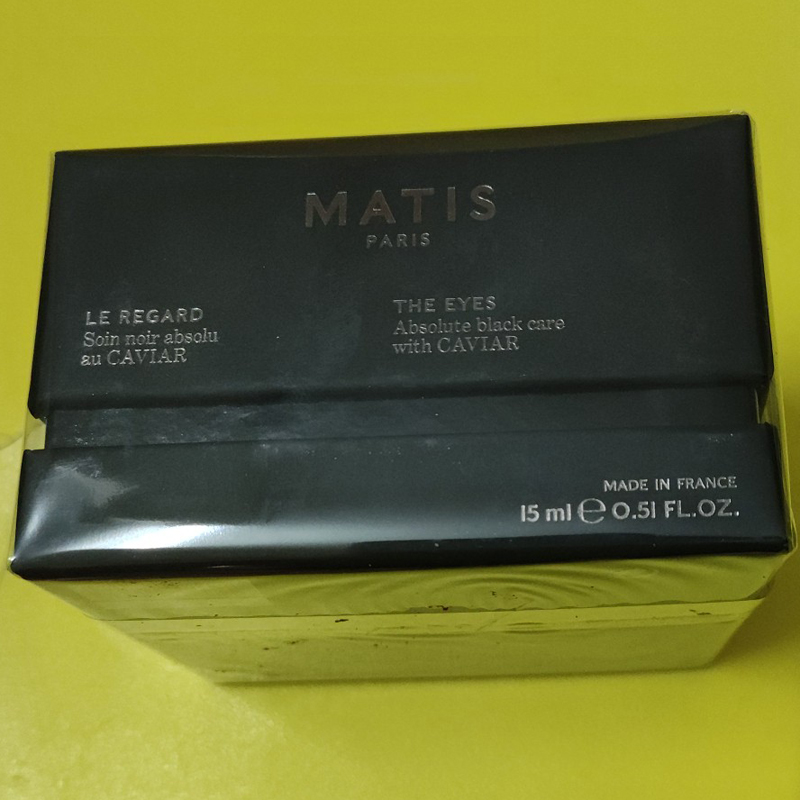 MATIS
PARIS
LE REGARD
Soin noir absolu
au CAVIAR
THE EYES
Absolute black care
with CAVIAR
MADE IN FRANCE
15 ml ℮ 0.51 FL.OZ.